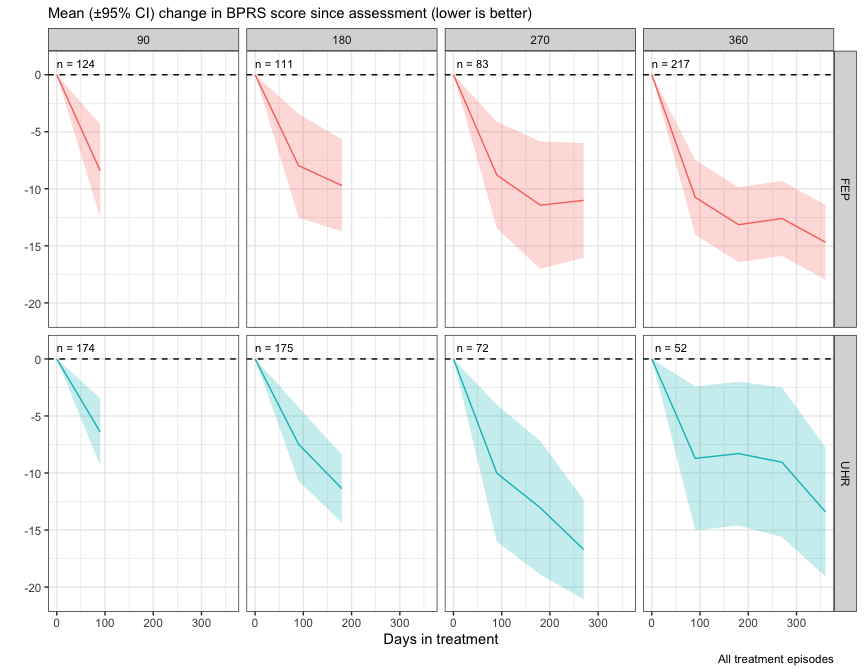 Mean (±95% CI) change in BPRS score since assessment (lower is better)
90 180 270 360
n = 124 n = 111 n = 83 n = 217
0
-5
-10
-15
-20
FEP
n = 174 n = 175 n = 72 n = 52
0
-5
-10
-15
-20
UHR
0 100 200 300 0 100 200 300 0 100 200 300 0 100 200 300
Days in treatment
All treatment episodes